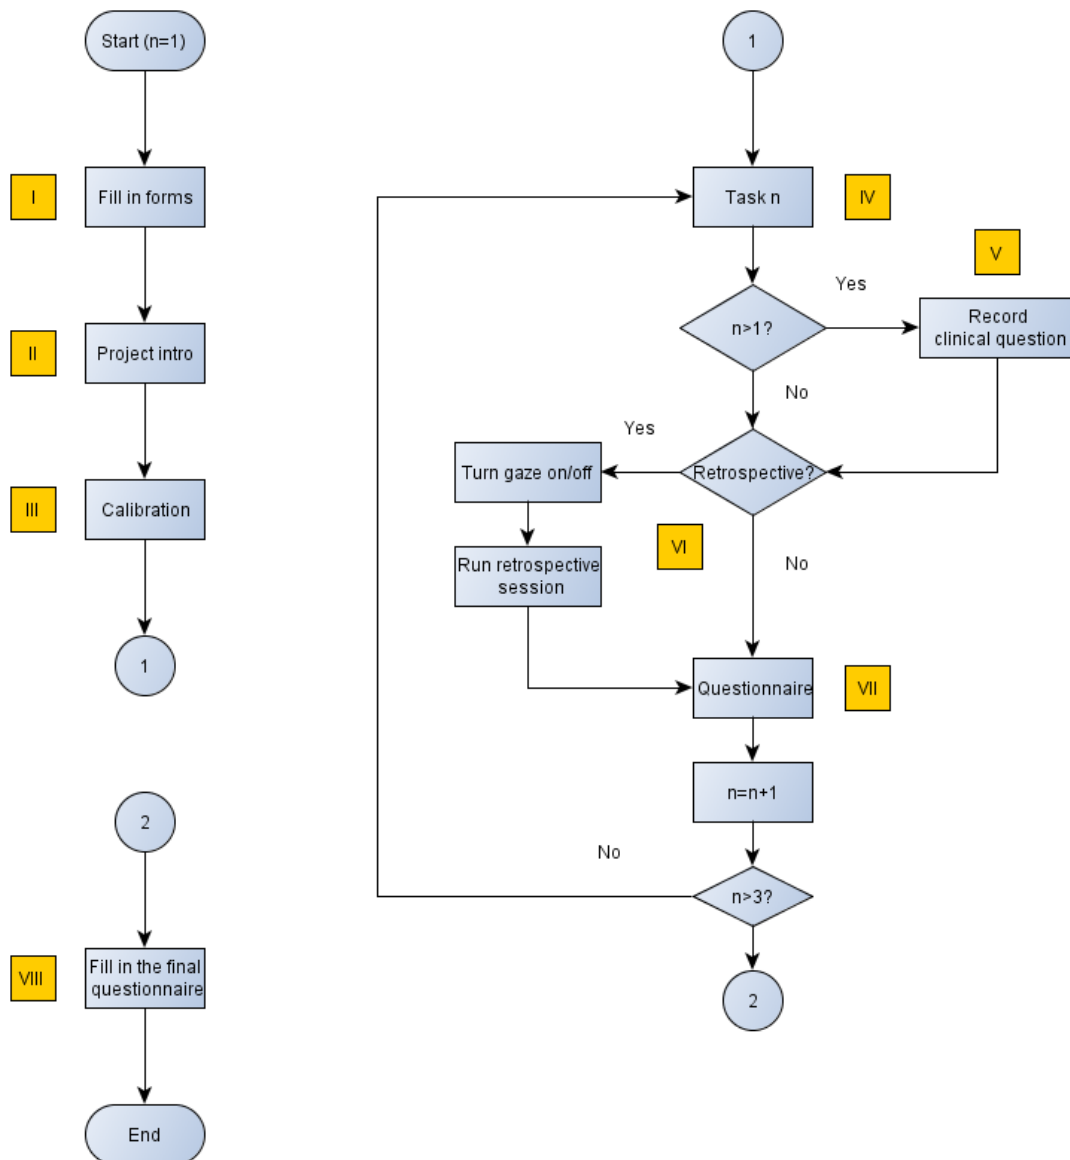 Start (n=1)
I
Fill in forms
II
Project intro
III
Calibration
1
2
VIII
Fill in the final
questionnaire
End
1
Task n
IV
n>1?
Yes
V
Record
clinical question
No
Retrospective?
Yes
Turn gaze on/off
Run retrospective
session
VI
No
Questionnaire
VII
n=n+1
n>3?
No
2